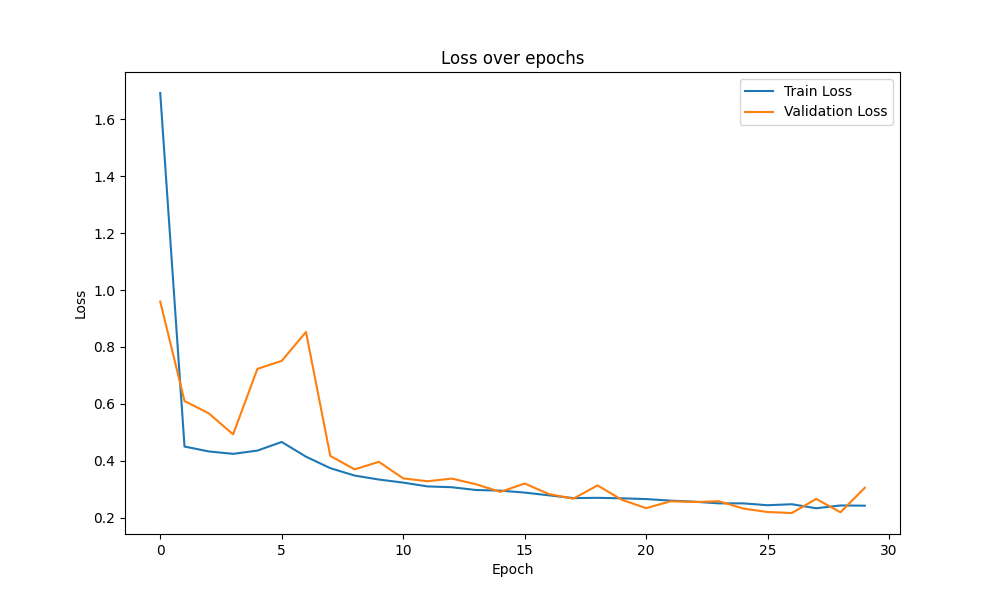 Loss over epochs
Train Loss
Validation Loss
Loss
1.6
1.4
1.2
1.0
0.8
0.6
0.4
0.2
0 5 10 15 20 25 30
Epoch